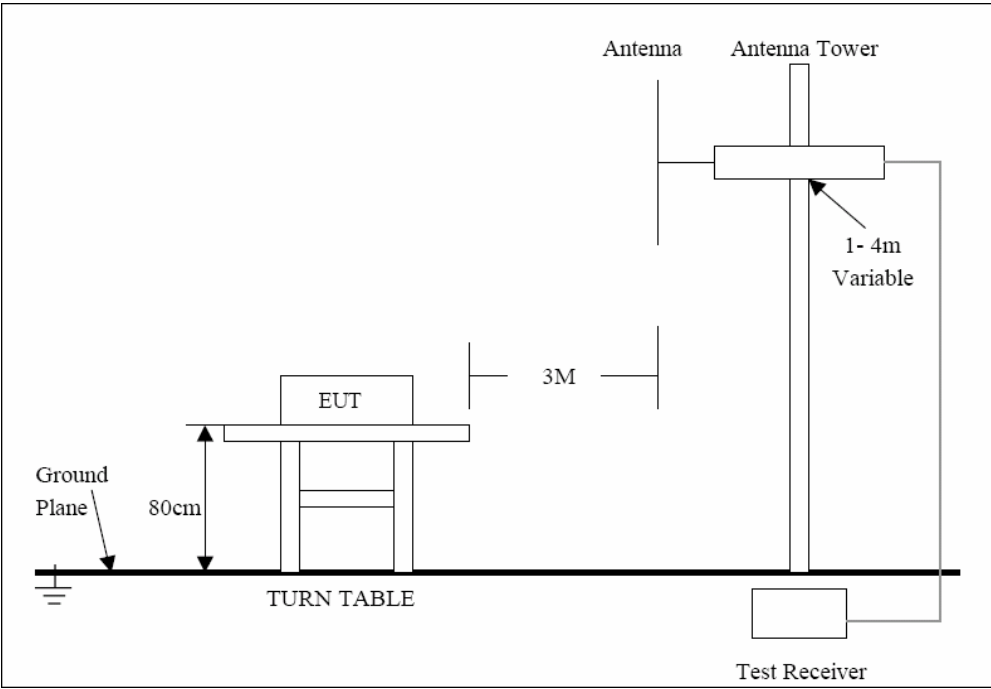 Antenna
Antenna Tower
1- 4m
Variable
3M
EUT
Ground
Plane
80cm
TURN TABLE
Test Receiver